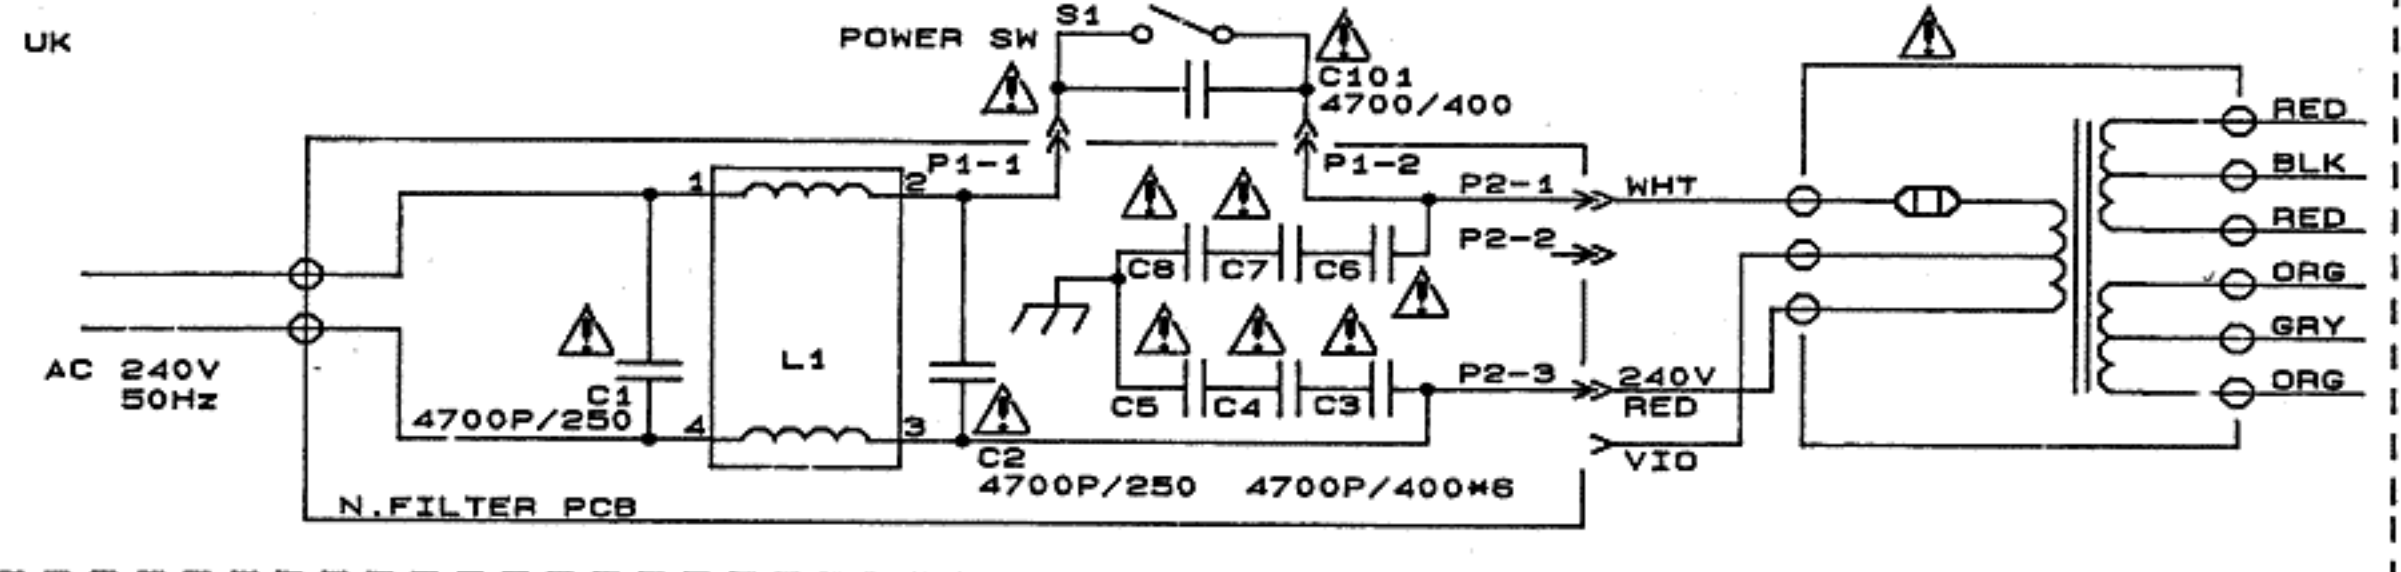 UK
POWER SW
S1
C101
4700/400
P1-1
P1-2
1
2
P2-1
WHT
P2-2
C8
C7
C6
AC 240V
50Hz
C1
4700P/250
L1
4
3
C2
4700P/250
C5
C4
C3
4700P/400*6
P2-3
240V
RED
VIO
N.FILTER PCB
RED
BLK
RED
ORG
GRY
ORG